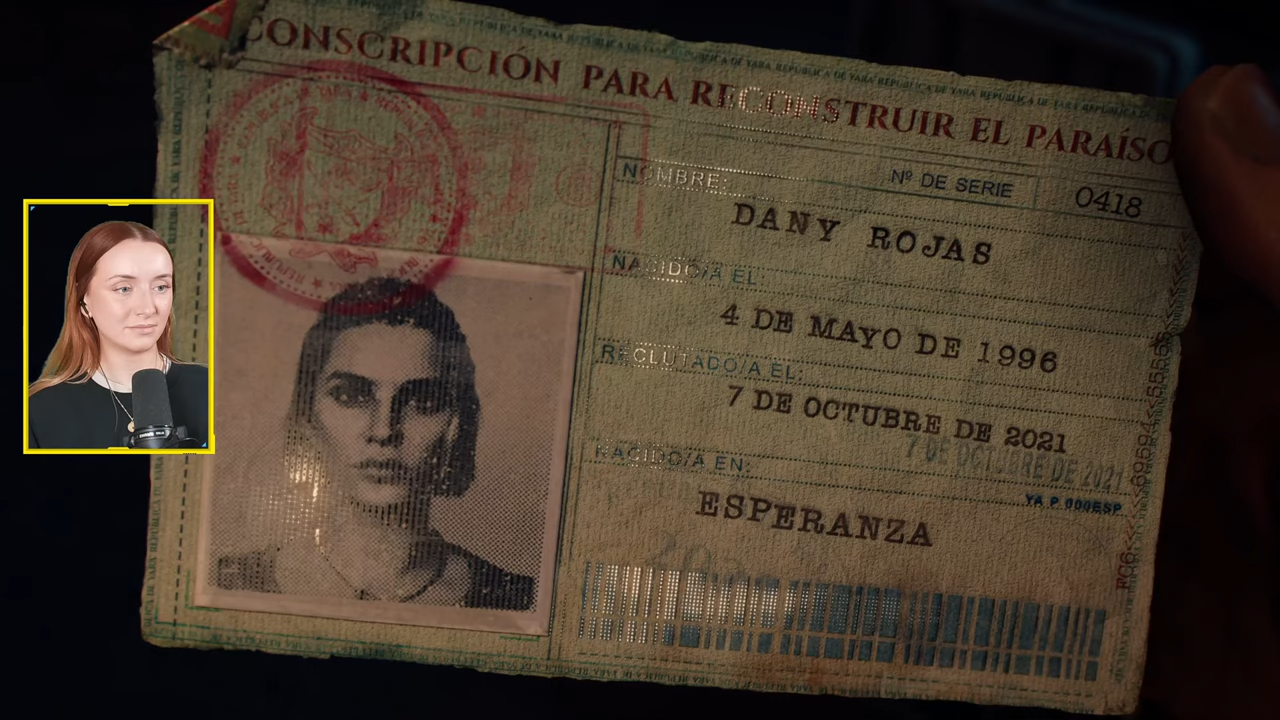 CONSCRIPCIÓN PARA RECONSTRUIR EL PARAÍSO
NOMBRE:
Nº DE SERIE 0418
DANY ROJAS
NACIDO/A EL:
4 DE MAYO DE 1996
RECLUTADO/A EL:
7 DE OCTUBRE DE 2021
7 DE OCTUBRE DE 2021
NACIDO/A EN:
YA P 000ESP
ESPERANZA